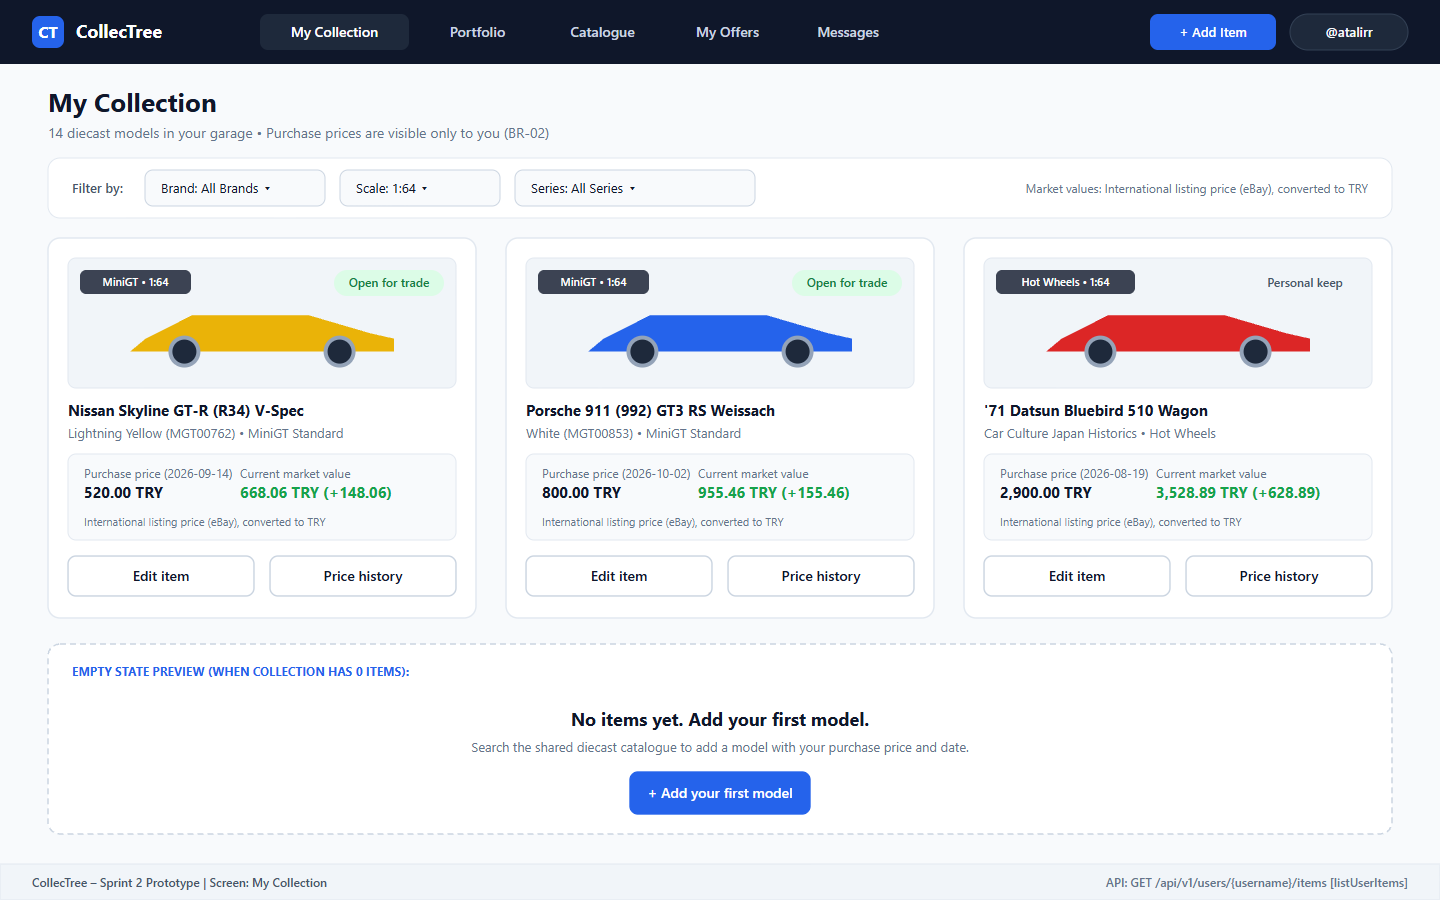 CT CollecTree My Collection Portfolio Catalogue My Offers Messages + Add Item @atalirr
My Collection
14 diecast models in your garage • Purchase prices are visible only to you (BR-02)
Filter by: Brand: All Brands ▾ Scale: 1:64 ▾ Series: All Series ▾ Market values: International listing price (eBay), converted to TRY
MiniGT • 1:64 Open for trade
Nissan Skyline GT-R (R34) V-Spec
Lightning Yellow (MGT00762) • MiniGT Standard
Purchase price (2026-09-14) Current market value
520.00 TRY 668.06 TRY (+148.06)
International listing price (eBay), converted to TRY
Edit item Price history
MiniGT • 1:64 Open for trade
Porsche 911 (992) GT3 RS Weissach
White (MGT00853) • MiniGT Standard
Purchase price (2026-10-02) Current market value
800.00 TRY 955.46 TRY (+155.46)
International listing price (eBay), converted to TRY
Edit item Price history
Hot Wheels • 1:64 Personal keep
'71 Datsun Bluebird 510 Wagon
Car Culture Japan Historics • Hot Wheels
Purchase price (2026-08-19) Current market value
2,900.00 TRY 3,528.89 TRY (+628.89)
International listing price (eBay), converted to TRY
Edit item Price history
EMPTY STATE PREVIEW (WHEN COLLECTION HAS 0 ITEMS):
No items yet. Add your first model.
Search the shared diecast catalogue to add a model with your purchase price and date.
+ Add your first model
CollecTree – Sprint 2 Prototype | Screen: My Collection API: GET /api/v1/users/{username}/items [listUserItems]